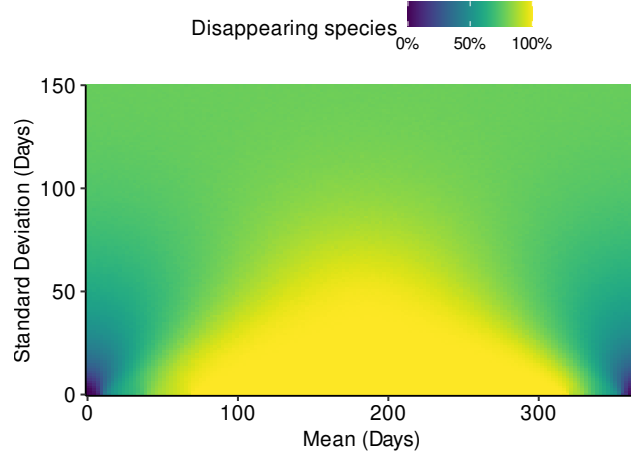 Disappearing species
0% 50% 100%
150
100
50
0
Standard Deviation (Days)
0 100 200 300
Mean (Days)